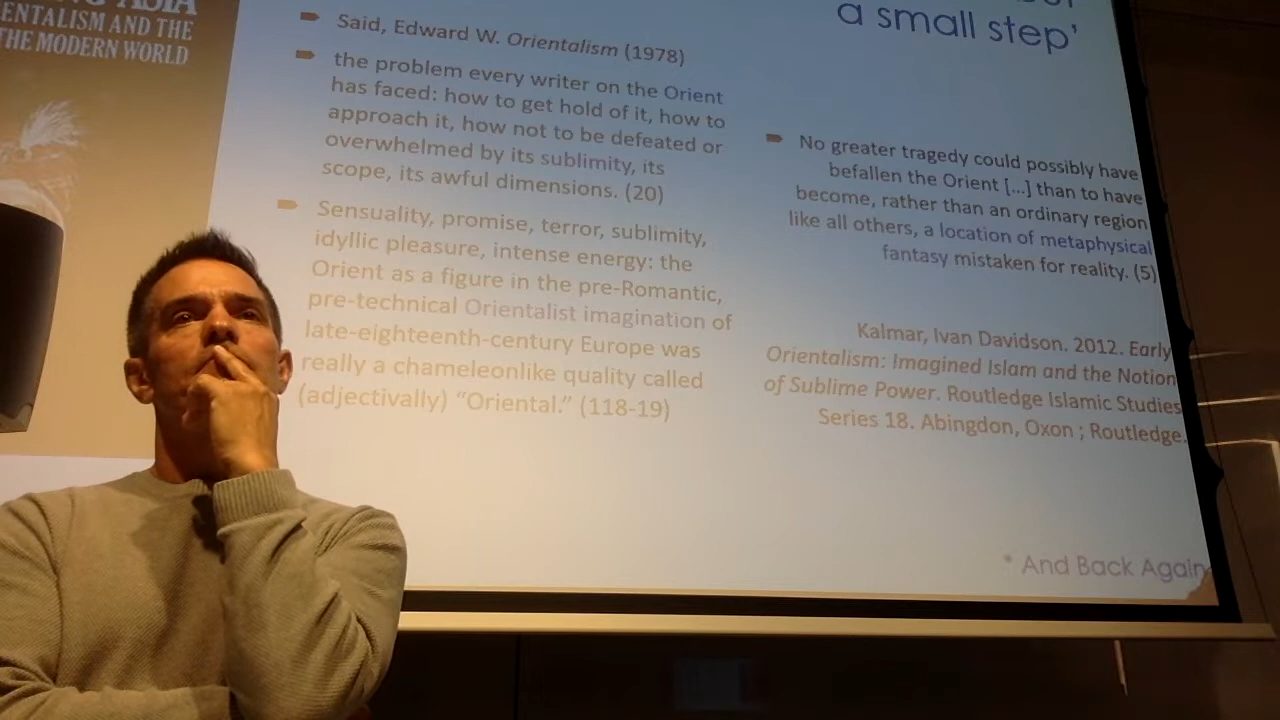 ENTALISM AND THE
THE MODERN WORLD
a small step’
Said, Edward W. Orientalism (1978)
the problem every writer on the Orient
has faced: how to get hold of it, how to
approach it, how not to be defeated or
overwhelmed by its sublimity, its
scope, its awful dimensions. (20)
Sensuality, promise, terror, sublimity,
idyllic pleasure, intense energy: the
Orient as a figure in the pre-Romantic,
pre-technical Orientalist imagination of
late-eighteenth-century Europe was
really a chameleonlike quality called
(adjectivally) “Oriental.” (118-19)
No greater tragedy could possibly have
befallen the Orient [...] than to have
become, rather than an ordinary region
like all others, a location of metaphysical
fantasy mistaken for reality. (5)
Kalmar, Ivan Davidson. 2012. Early
Orientalism: Imagined Islam and the Notion
of Sublime Power. Routledge Islamic Studies
Series 18. Abingdon, Oxon ; Routledge.
* And Back Again